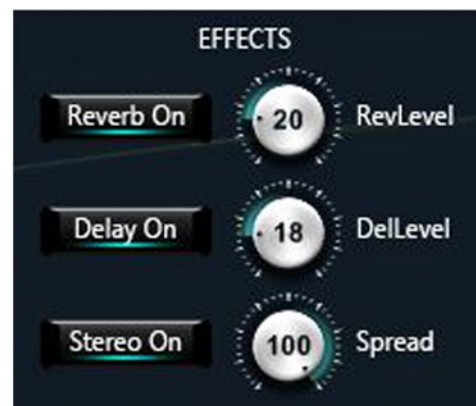 EFFECTS
Reverb On 20 RevLevel
Delay On 18 DelLevel
Stereo On 100 Spread